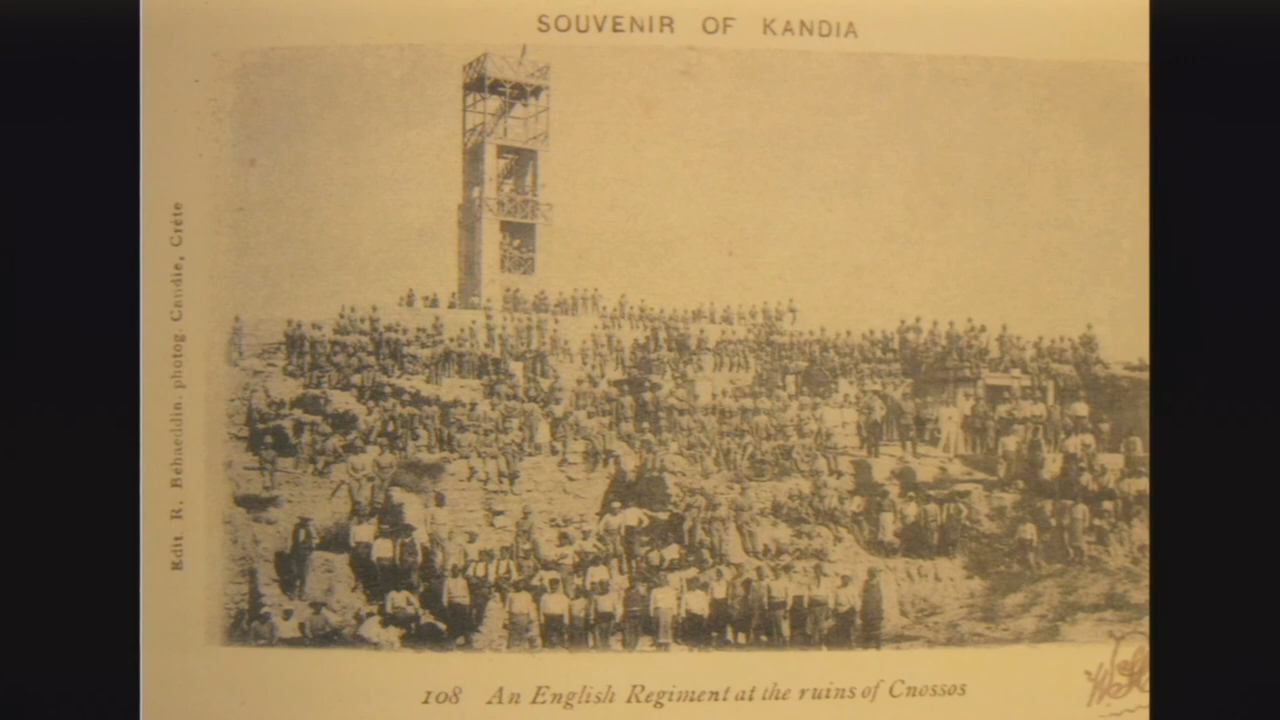 SOUVENIR OF KANDIA
Edit. R. Behaeddin. photog. Candie, Crète
108 An English Regiment at the ruins of Cnossos